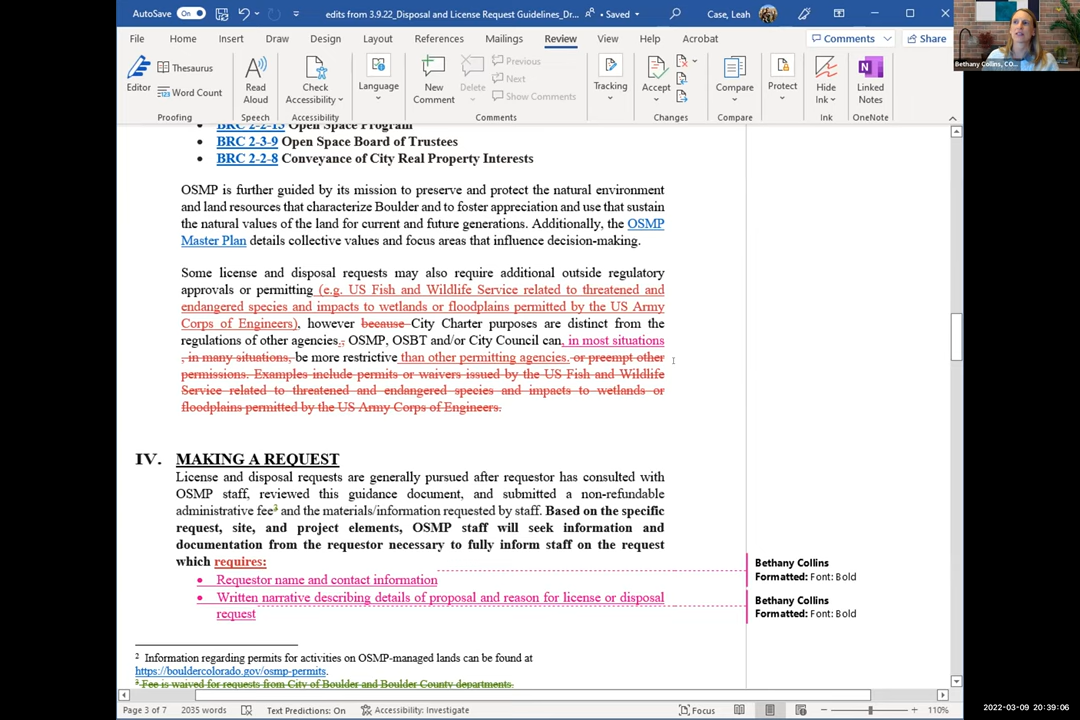 AutoSave On edits from 3.9.22_Disposal and License Request Guidelines_Dr... • Saved Case, Leah
File Home Insert Draw Design Layout References Mailings Review View Help Acrobat Comments Share
Editor Thesaurus Word Count Read Aloud Check Accessibility Language New Comment Delete Previous Next Show Comments Tracking Accept Compare Protect Hide Ink Linked Notes
Proofing Speech Accessibility Comments Changes Compare Ink OneNote
Bethany Collins, CO...
• BRC 2-2-13 Open Space Program
• BRC 2-3-9 Open Space Board of Trustees
• BRC 2-2-8 Conveyance of City Real Property Interests
OSMP is further guided by its mission to preserve and protect the natural environment
and land resources that characterize Boulder and to foster appreciation and use that sustain
the natural values of the land for current and future generations. Additionally, the OSMP
Master Plan details collective values and focus areas that influence decision-making.
Some license and disposal requests may also require additional outside regulatory
approvals or permitting (e.g. US Fish and Wildlife Service related to threatened and
endangered species and impacts to wetlands or floodplains permitted by the US Army
Corps of Engineers), however because City Charter purposes are distinct from the
regulations of other agencies., OSMP, OSBT and/or City Council can, in most situations
, in many situations, be more restrictive than other permitting agencies. or preempt other
permissions. Examples include permits or waivers issued by the US Fish and Wildlife
Service related to threatened and endangered species and impacts to wetlands or
floodplains permitted by the US Army Corps of Engineers.
IV. MAKING A REQUEST
License and disposal requests are generally pursued after requestor has consulted with
OSMP staff, reviewed this guidance document, and submitted a non-refundable
administrative fee3 and the materials/information requested by staff. Based on the specific
request, site, and project elements, OSMP staff will seek information and
documentation from the requestor necessary to fully inform staff on the request
which requires:
• Requestor name and contact information
• Written narrative describing details of proposal and reason for license or disposal
request
Bethany Collins
Formatted: Font: Bold
Bethany Collins
Formatted: Font: Bold
2 Information regarding permits for activities on OSMP-managed lands can be found at
https://bouldercolorado.gov/osmp-permits.
3 Fee is waived for requests from City of Boulder and Boulder County departments.
Page 3 of 7 2035 words Text Predictions: On Accessibility: Investigate Focus 110%
2022-03-09 20:39:06